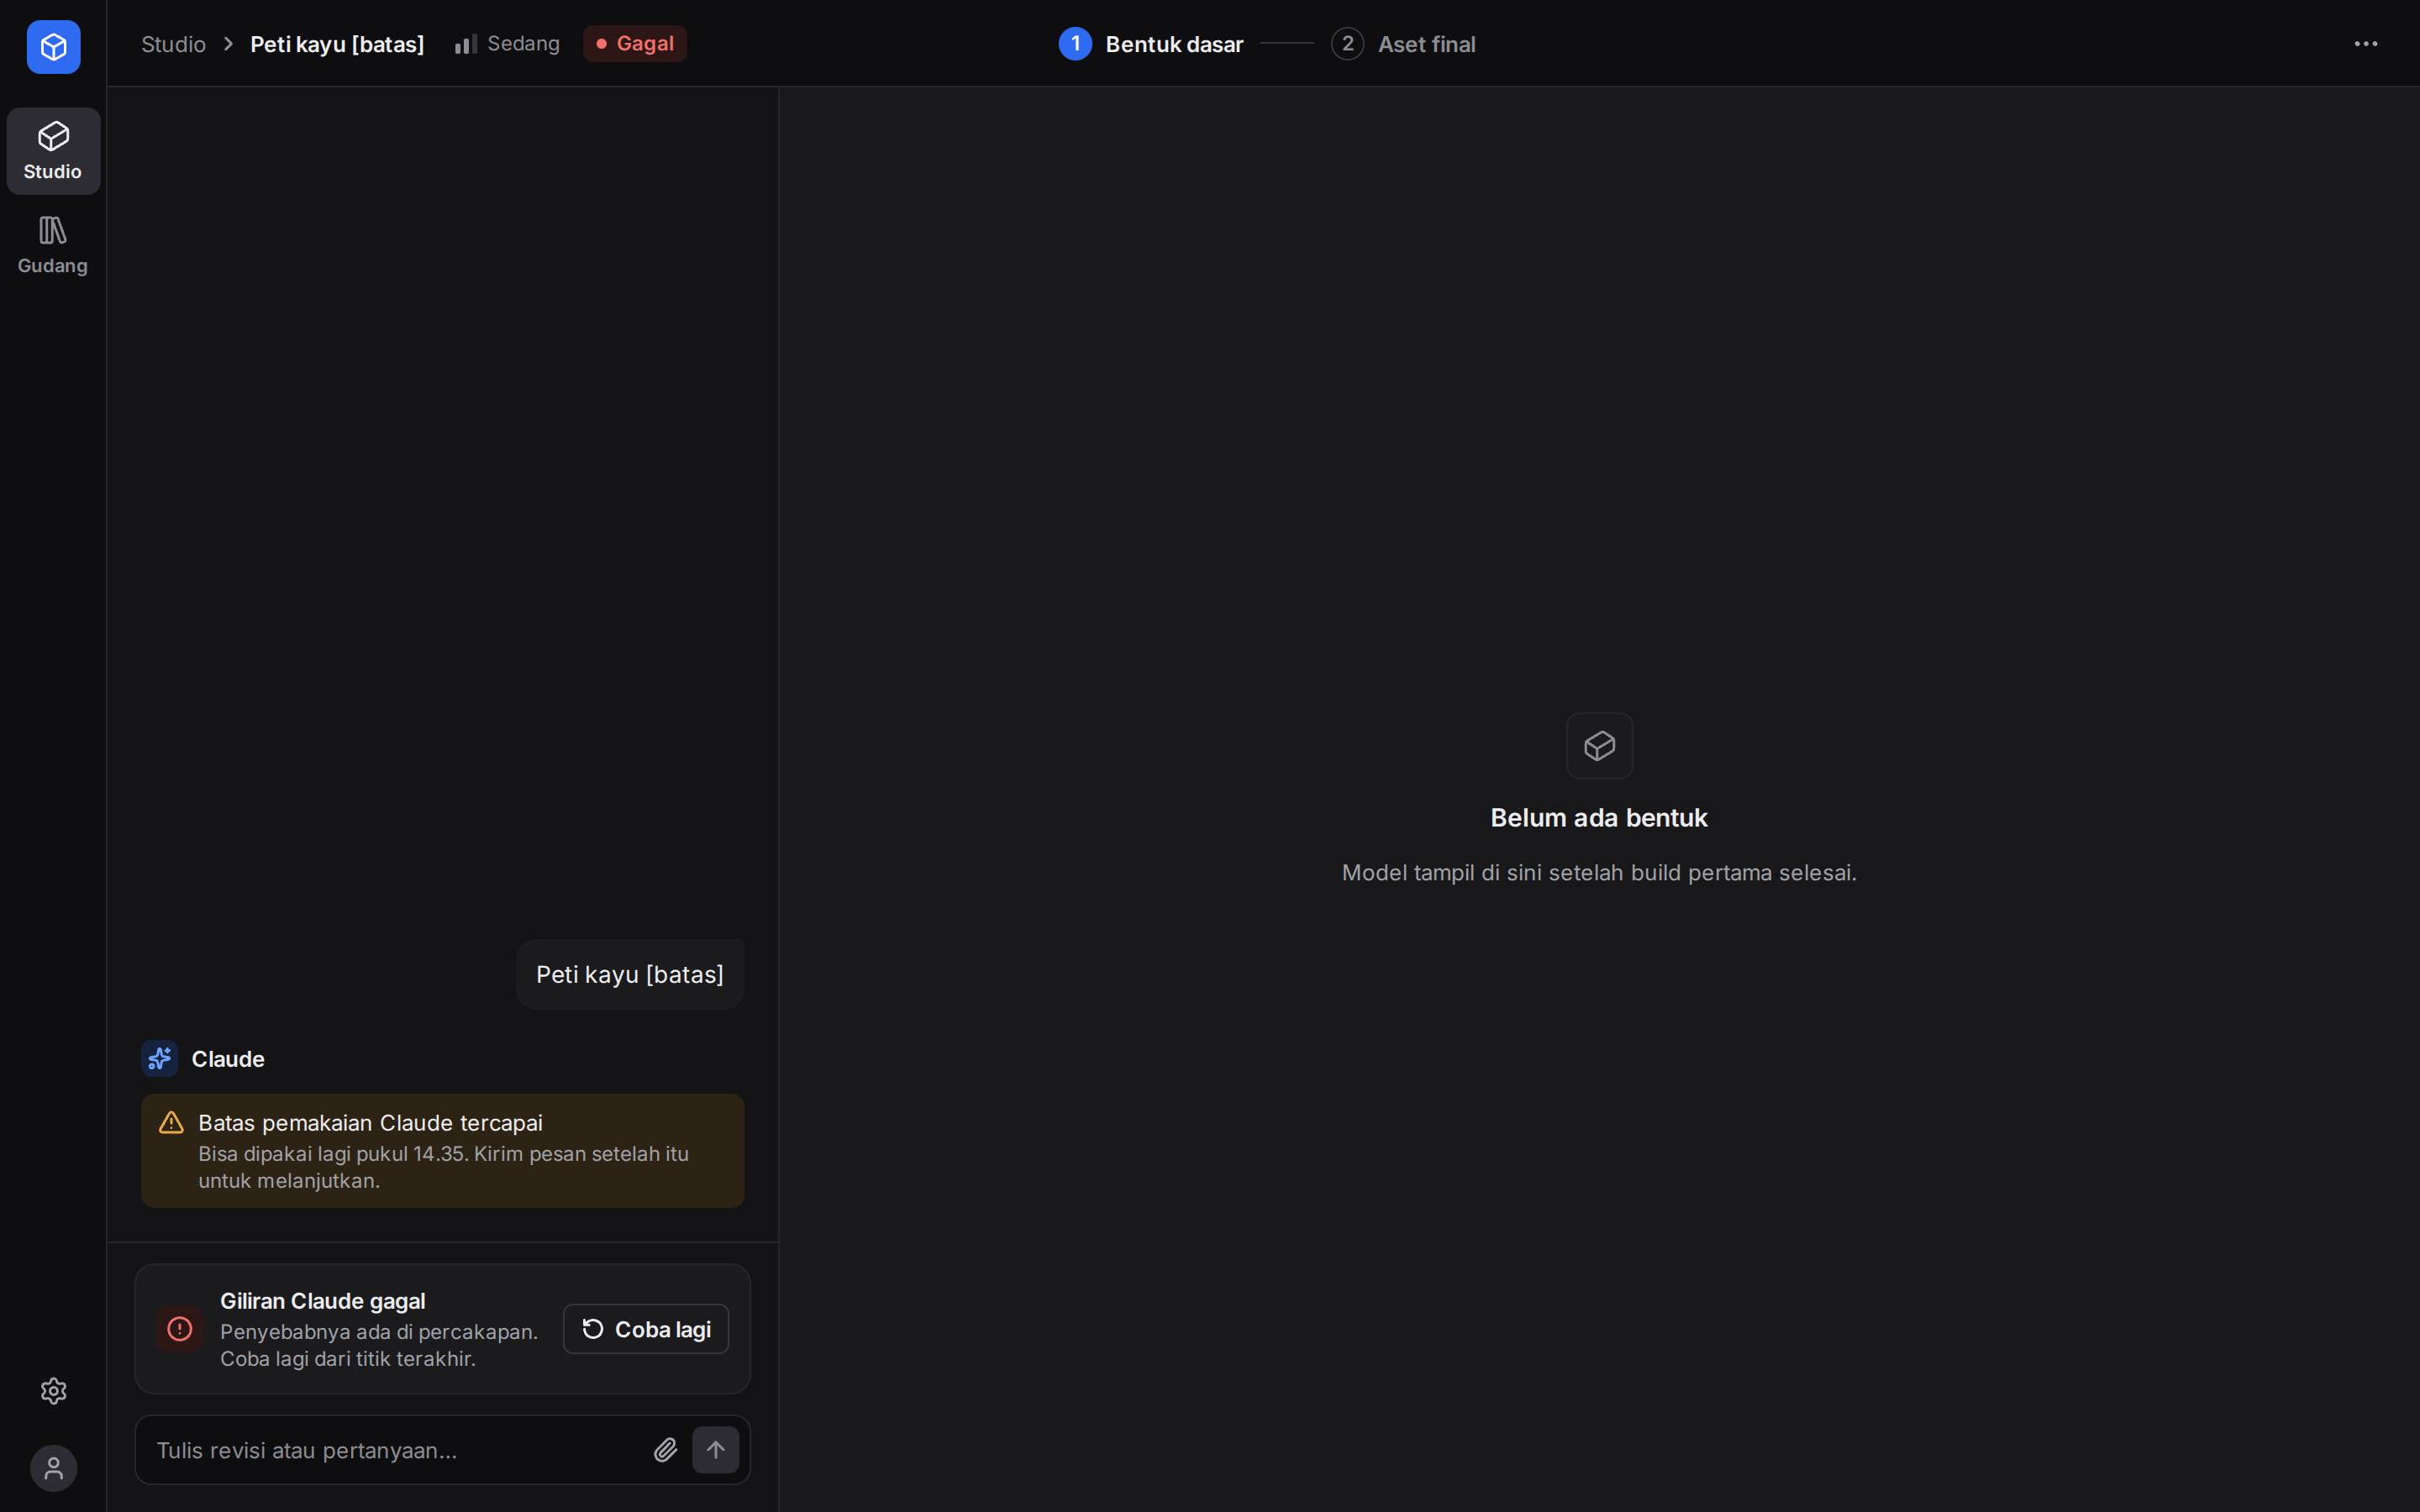 Studio
Gudang
Studio > Peti kayu [batas] Sedang Gagal
1 Bentuk dasar 2 Aset final
Peti kayu [batas]
Claude
Batas pemakaian Claude tercapai
Bisa dipakai lagi pukul 14.35. Kirim pesan setelah itu
untuk melanjutkan.
Giliran Claude gagal
Penyebabnya ada di percakapan.
Coba lagi dari titik terakhir.
Coba lagi
Tulis revisi atau pertanyaan...
Belum ada bentuk
Model tampil di sini setelah build pertama selesai.